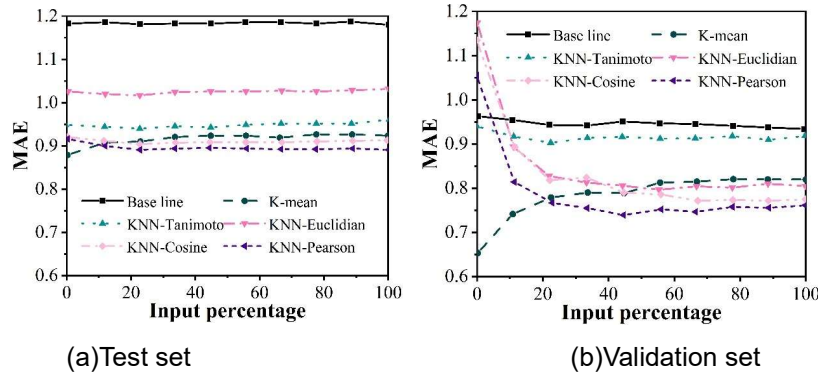 1.2
1.1
1.0
0.9
0.8
0.7
0.6
MAE
Base line
K-mean
KNN-Tanimoto
KNN-Euclidian
KNN-Cosine
KNN-Pearson
0
20
40
60
80
100
Input percentage
(a)Test set
1.2
1.1
1.0
0.9
0.8
0.7
0.6
MAE
Base line
K-mean
KNN-Tanimoto
KNN-Euclidian
KNN-Cosine
KNN-Pearson
0
20
40
60
80
100
Input percentage
(b)Validation set